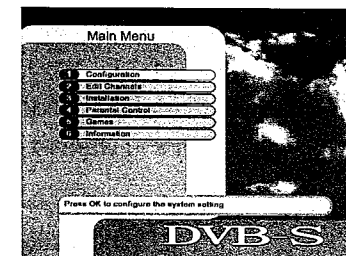 Main Menu
1 Configuration
2 Edit Channels
3 Installation
4 Parental Control
5 Games
6 Information
Press OK to configure the system setting
DVB-S